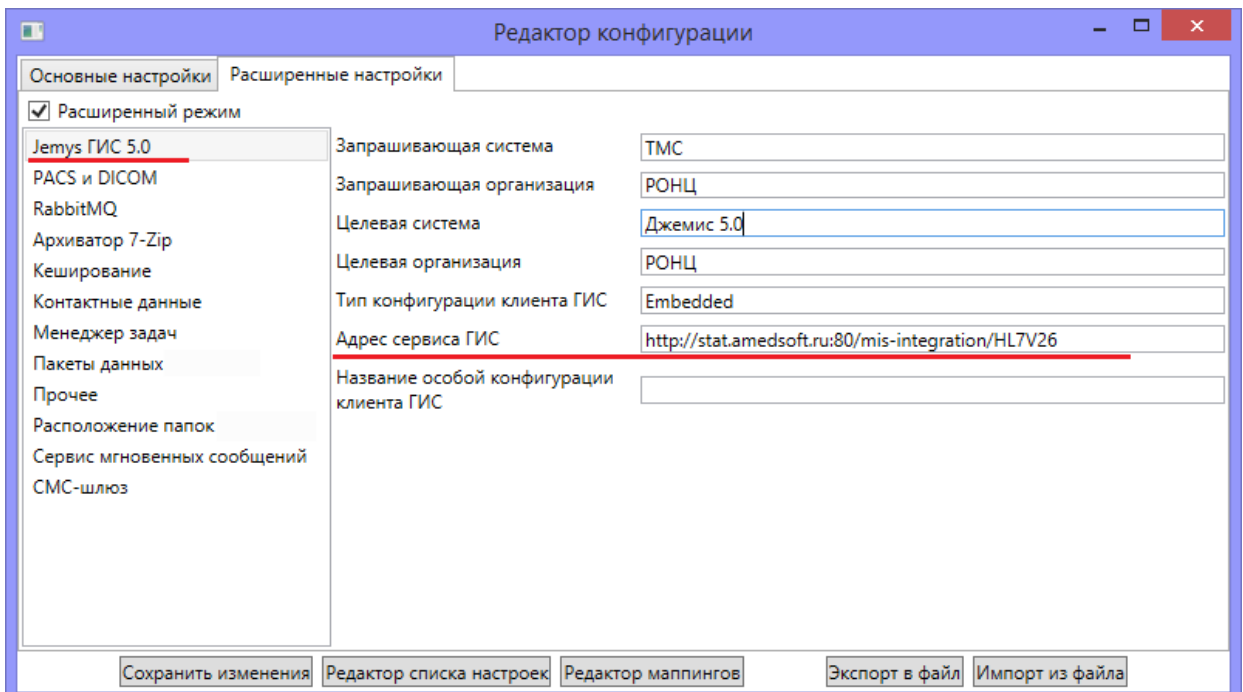 Редактор конфигурации
Основные настройки
Расширенные настройки
Расширенный режим
Jemys ГИС 5.0
PACS и DICOM
RabbitMQ
Архиватор 7-Zip
Кеширование
Контактные данные
Менеджер задач
Пакеты данных
Прочее
Расположение папок
Сервис мгновенных сообщений
СМС-шлюз
Запрашивающая система
ТМС
Запрашивающая организация
РОНЦ
Целевая система
Джемис 5.0
Целевая организация
РОНЦ
Тип конфигурации клиента ГИС
Embedded
Адрес сервиса ГИС
http://stat.amedsoft.ru:80/mis-integration/HL7V26
Название особой конфигурации
клиента ГИС
Сохранить изменения
Редактор списка настроек
Редактор маппингов
Экспорт в файл
Импорт из файла